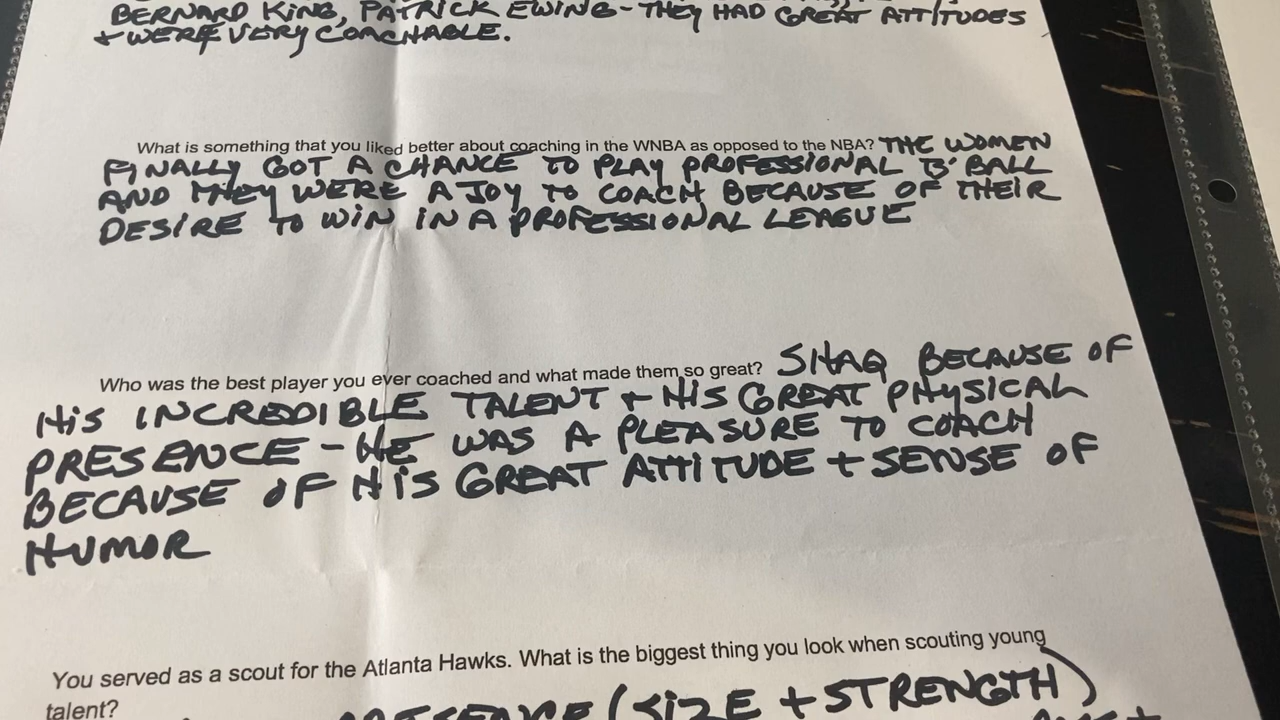 BERNARD KING, PATRICK EWING - THEY HAD GREAT ATTITUDES
+ WERE VERY COACHABLE.
What is something that you liked better about coaching in the WNBA as opposed to the NBA? THE WOMEN
FINALLY GOT A CHANCE TO PLAY PROFESSIONAL B'BALL
AND THEY WERE A JOY TO COACH BECAUSE OF THEIR
DESIRE TO WIN IN A PROFESSIONAL LEAGUE
Who was the best player you ever coached and what made them so great? SHAQ BECAUSE OF
HIS INCREDIBLE TALENT + HIS GREAT PHYSICAL
PRESENCE - HE WAS A PLEASURE TO COACH
BECAUSE OF HIS GREAT ATTITUDE + SENSE OF
HUMOR
You served as a scout for the Atlanta Hawks. What is the biggest thing you look when scouting young
talent? PRESENCE (SIZE + STRENGTH)